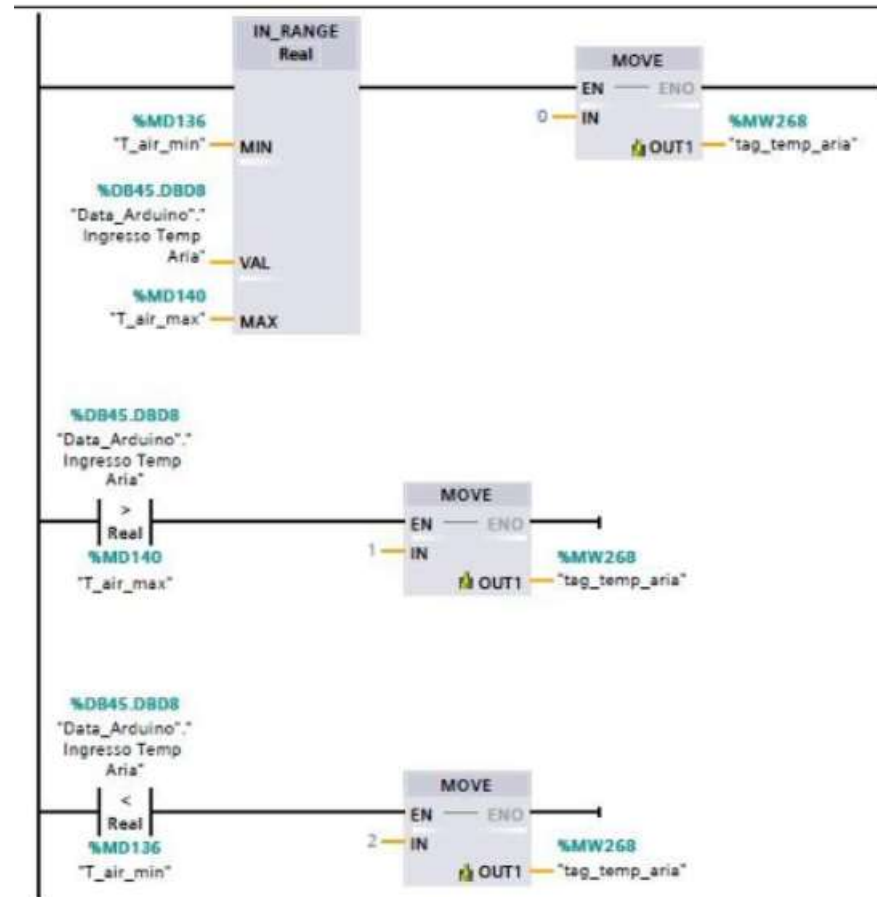 IN_RANGE
Real
MOVE
EN ENO
%MD136
"T_air_min"
MIN
0
IN
%MW268
OUT1
"tag_temp_aria"
%DB45.DBD8
"Data_Arduino"."
Ingresso Temp
Aria"
VAL
%MD140
"T_air_max"
MAX
%DB45.DBD8
"Data_Arduino"."
Ingresso Temp
Aria"
>
Real
%MD140
"T_air_max"
MOVE
EN ENO
1
IN
%MW268
OUT1
"tag_temp_aria"
%DB45.DBD8
"Data_Arduino"."
Ingresso Temp
Aria"
<
Real
%MD136
"T_air_min"
MOVE
EN ENO
2
IN
%MW268
OUT1
"tag_temp_aria"